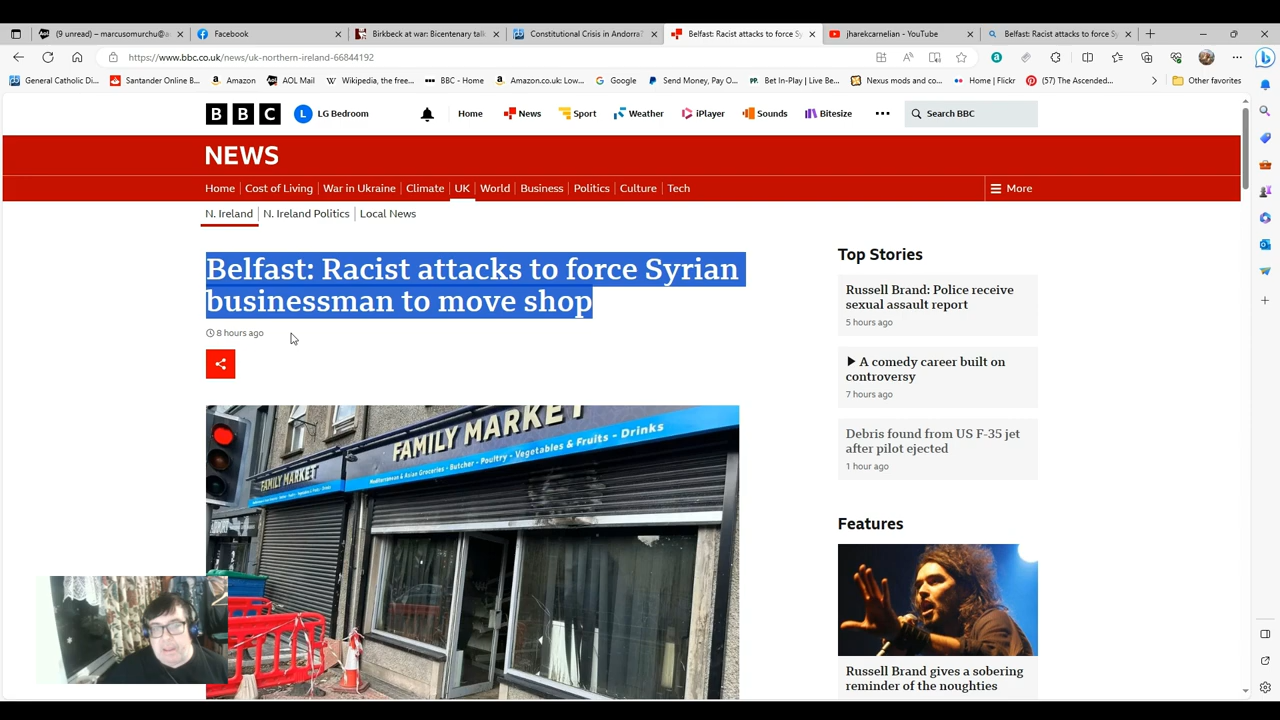 (9 unread) – marcusomurchu@a
Facebook
Birkbeck at war: Bicentenary talk
Constitutional Crisis in Andorra?
Belfast: Racist attacks to force Sy
jharekcarnelian - YouTube
Belfast: Racist attacks to force Sy
https://www.bbc.co.uk/news/uk-northern-ireland-66844192
General Catholic Di...
Santander Online B...
Amazon
AOL Mail
Wikipedia, the free...
BBC - Home
Amazon.co.uk: Low...
Google
Send Money, Pay O...
Bet In-Play | Live Be...
Nexus mods and co...
Home | Flickr
(57) The Ascended...
Other favorites
BBC
L LG Bedroom
Home
News
Sport
Weather
iPlayer
Sounds
Bitesize
Search BBC
NEWS
Home
Cost of Living
War in Ukraine
Climate
UK
World
Business
Politics
Culture
Tech
More
N. Ireland
N. Ireland Politics
Local News
Belfast: Racist attacks to force Syrian
businessman to move shop
8 hours ago
FAMILY MARKET
Mediterranean & Asian Groceries - Butcher - Poultry - Vegetables & Fruits - Drinks
FAMILY MARKET
Top Stories
Russell Brand: Police receive
sexual assault report
5 hours ago
A comedy career built on
controversy
7 hours ago
Debris found from US F-35 jet
after pilot ejected
1 hour ago
Features
Russell Brand gives a sobering
reminder of the noughties